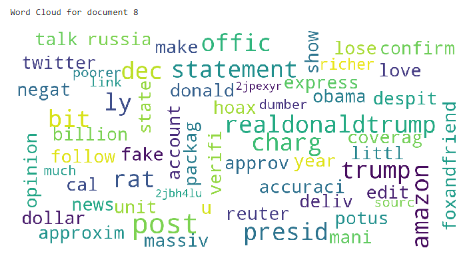 Word Cloud for document 8
talk russia make offic show lose confirm
twitter poorer dec statement richer love
negat link ly state donald 2jpexyr express obama despit
bit hoax dumber
billion account packag verifi realdonaldtrump
opinion follow fake charg coverag foxandfriend
much cal rat approv year littl trump amazon
news unit 2jbh4lu u accuraci edit sourc
dollar post reuter deliv potus
approxim massiv presid mani